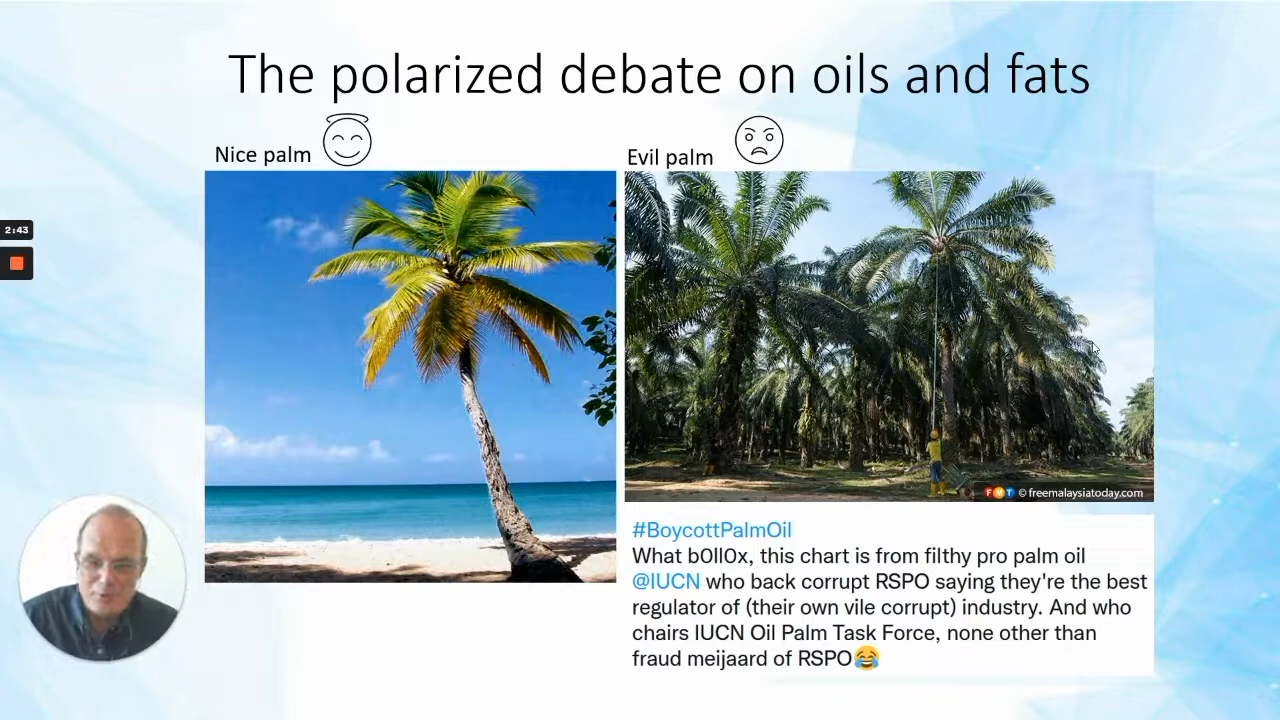 The polarized debate on oils and fats
Nice palm
Evil palm
2:43
FMT © freemalaysiatoday.com
#BoycottPalmOil
What b0ll0x, this chart is from filthy pro palm oil
@IUCN who back corrupt RSPO saying they're the best
regulator of (their own vile corrupt) industry. And who
chairs IUCN Oil Palm Task Force, none other than
fraud meijaard of RSPO😂